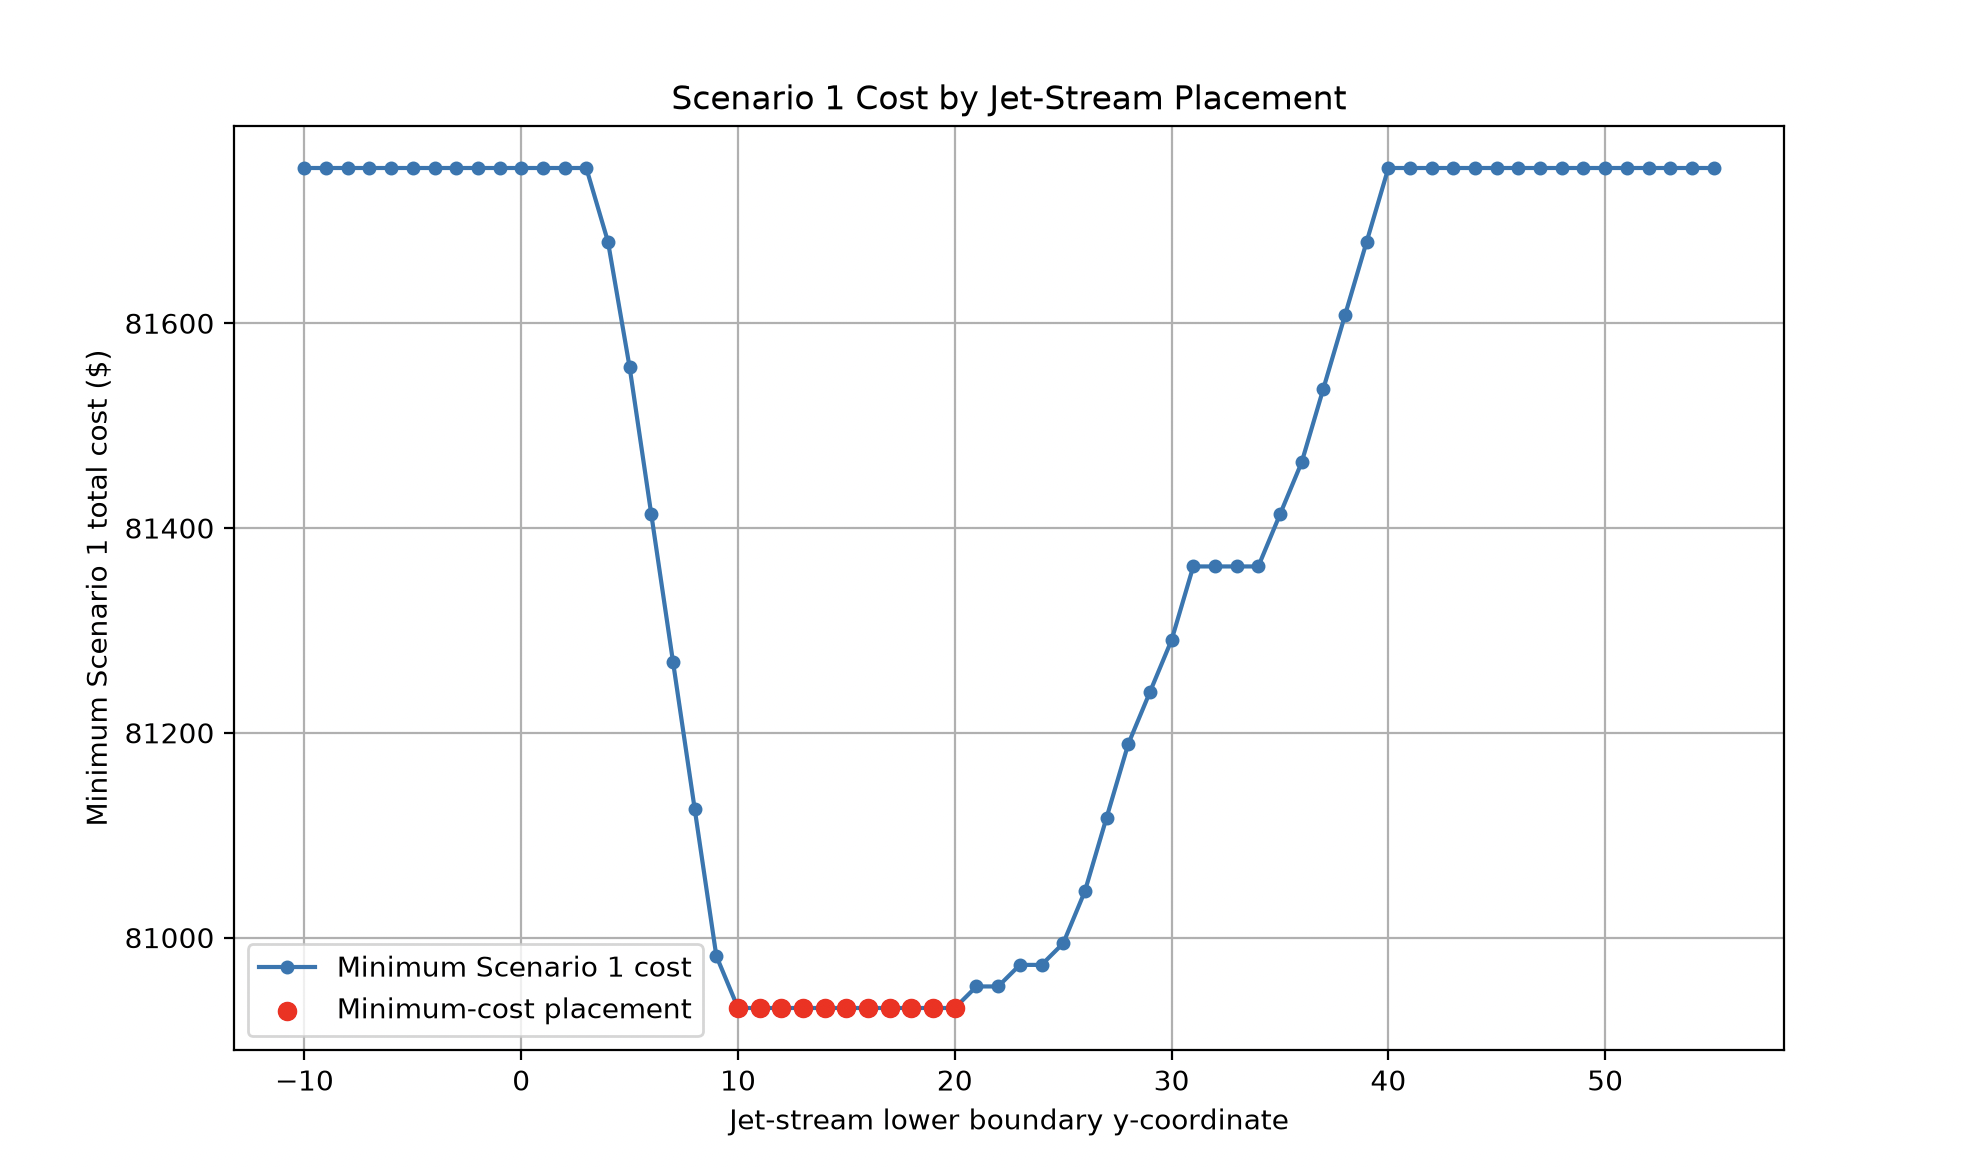 Scenario 1 Cost by Jet-Stream Placement
Minimum Scenario 1 total cost ($)
81600
81400
81200
81000
Minimum Scenario 1 cost
Minimum-cost placement
−10
0
10
20
30
40
50
Jet-stream lower boundary y-coordinate